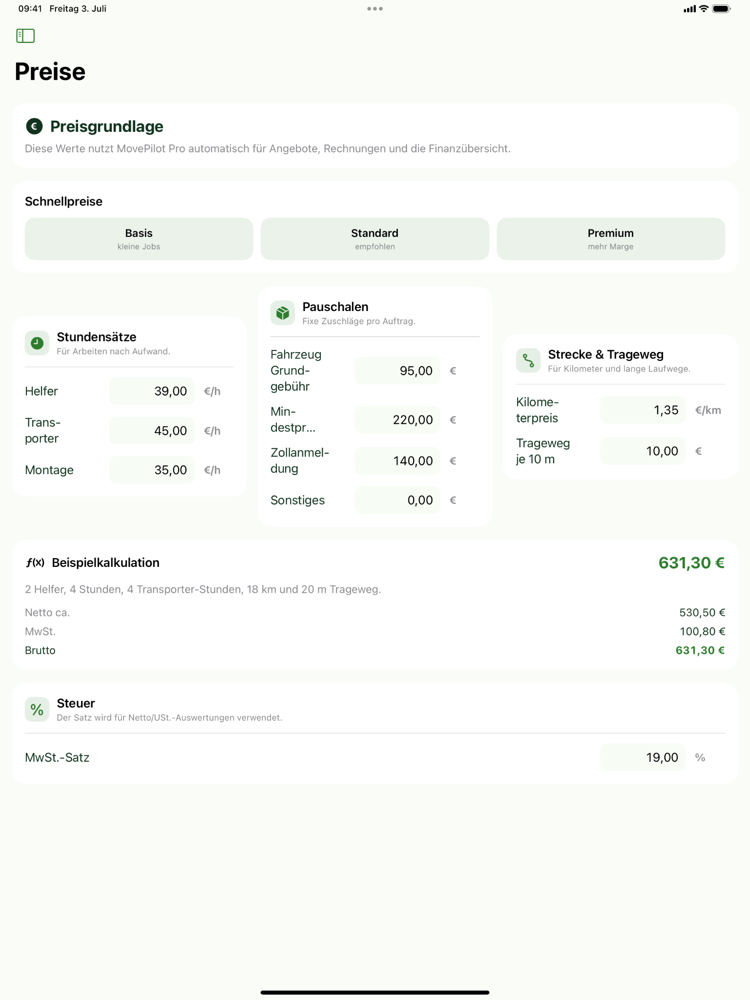 09:41 Freitag 3. Juli
Preise
€ Preisgrundlage
Diese Werte nutzt MovePilot Pro automatisch für Angebote, Rechnungen und die Finanzübersicht.
Schnellpreise
Basis
kleine Jobs
Standard
empfohlen
Premium
mehr Marge
Stundensätze
Für Arbeiten nach Aufwand.
Helfer 39,00 €/h
Trans-
porter 45,00 €/h
Montage 35,00 €/h
Pauschalen
Fixe Zuschläge pro Auftrag.
Fahrzeug
Grund-
gebühr 95,00 €
Min-
destpr... 220,00 €
Zollanmel-
dung 140,00 €
Sonstiges 0,00 €
Strecke & Trageweg
Für Kilometer und lange Laufwege.
Kilome-
terpreis 1,35 €/km
Trageweg
je 10 m 10,00 €
f(x) Beispielkalkulation 631,30 €
2 Helfer, 4 Stunden, 4 Transporter-Stunden, 18 km und 20 m Trageweg.
Netto ca. 530,50 €
MwSt. 100,80 €
Brutto 631,30 €
% Steuer
Der Satz wird für Netto/USt.-Auswertungen verwendet.
MwSt.-Satz 19,00 %